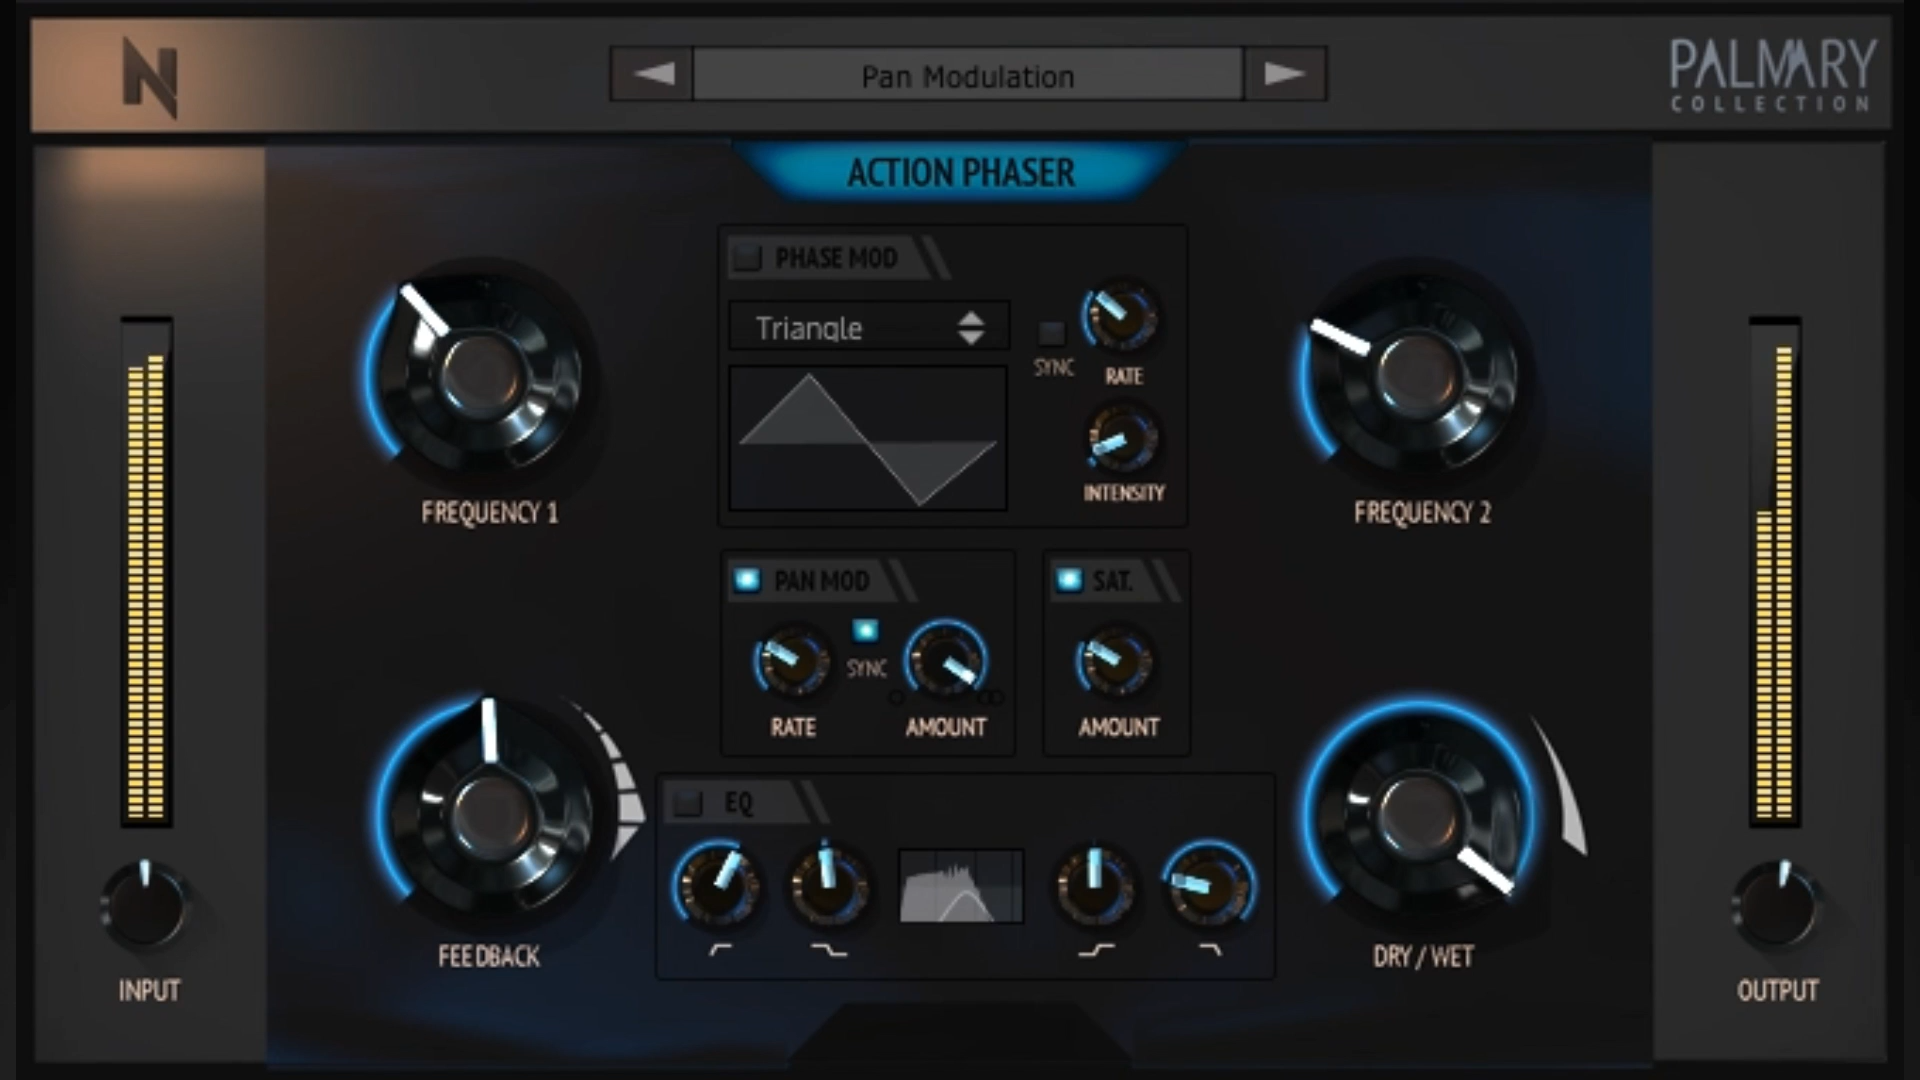 N
Pan Modulation
PALMARY
COLLECTION
ACTION PHASER
PHASE MOD
Triangle
SYNC
RATE
INTENSITY
FREQUENCY 1
FREQUENCY 2
PAN MOD
SAT.
SYNC
RATE
AMOUNT
AMOUNT
EQ
FEEDBACK
DRY / WET
INPUT
OUTPUT